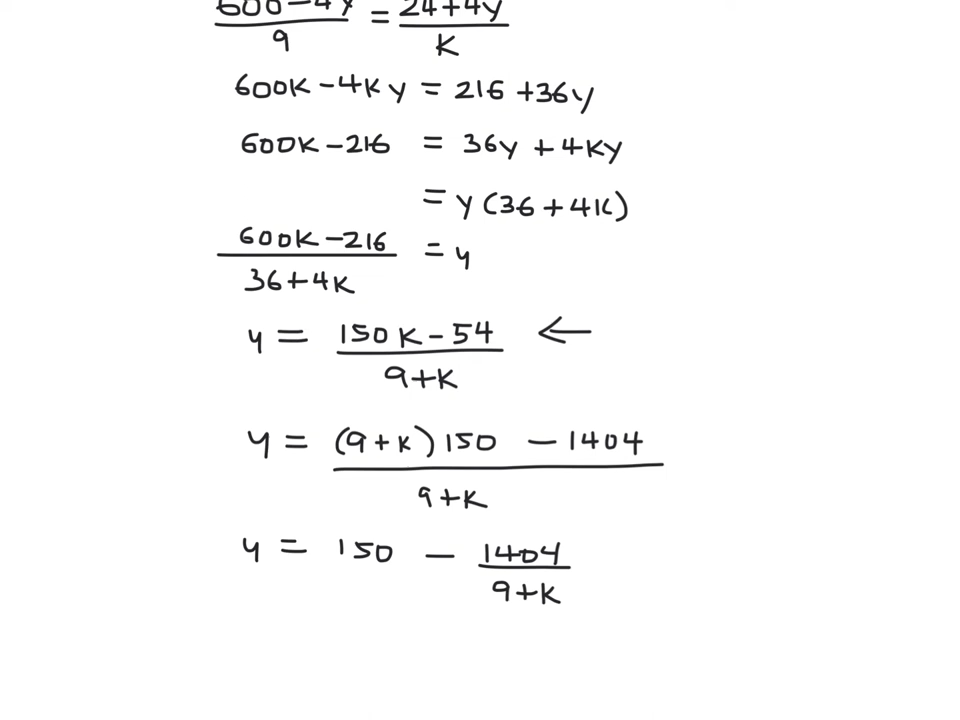 600-4y/9 = 24+4y/K
600K-4Ky = 216+36y
600K-216 = 36y+4Ky
= y(36+4K)
600K-216/36+4K = y
y = 150K-54/9+K ←
y = (9+K)150 - 1404/9+K
y = 150 - 1404/9+K